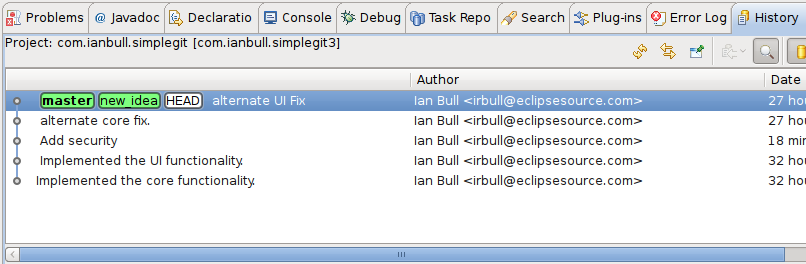 Problems @ Javadoc Declaratio Console Debug Task Repo Search Plug-ins Error Log History
Project: com.ianbull.simplegit [com.ianbull.simplegit3]
Author Date
master new_idea HEAD alternate UI Fix Ian Bull <irbull@eclipsesource.com> 27 hou
alternate core fix. Ian Bull <irbull@eclipsesource.com> 27 hou
Add security Ian Bull <irbull@eclipsesource.com> 18 min
Implemented the UI functionality. Ian Bull <irbull@eclipsesource.com> 32 hou
Implemented the core functionality. Ian Bull <irbull@eclipsesource.com> 32 hou